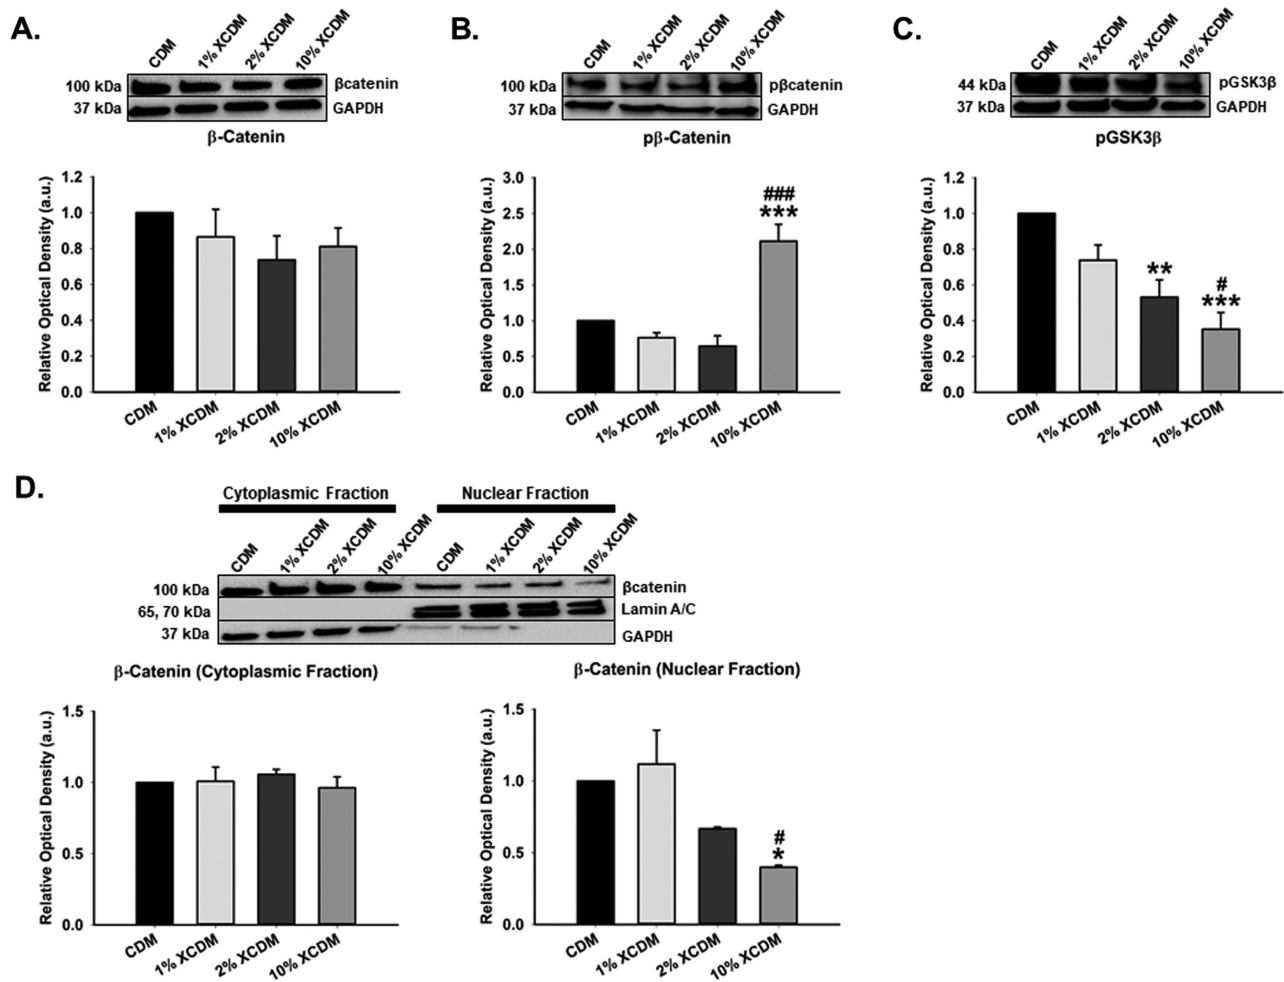 A.
CDM 1% XCDM 2% XCDM 10% XCDM
100 kDa βcatenin
37 kDa GAPDH
β-Catenin
Relative Optical Density (a.u.)
1.2
1.0
0.8
0.6
0.4
0.2
0.0
CDM 1% XCDM 2% XCDM 10% XCDM
B.
CDM 1% XCDM 2% XCDM 10% XCDM
100 kDa pβcatenin
37 kDa GAPDH
pβ-Catenin
Relative Optical Density (a.u.)
3.0
2.5
2.0
1.5
1.0
0.5
0.0
###
***
CDM 1% XCDM 2% XCDM 10% XCDM
C.
CDM 1% XCDM 2% XCDM 10% XCDM
44 kDa pGSK3β
37 kDa GAPDH
pGSK3β
Relative Optical Density (a.u.)
1.2
1.0
0.8
0.6
0.4
0.2
0.0
**
#
***
CDM 1% XCDM 2% XCDM 10% XCDM
D.
Cytoplasmic Fraction Nuclear Fraction
CDM 1% XCDM 2% XCDM 10% XCDM CDM 1% XCDM 2% XCDM 10% XCDM
100 kDa βcatenin
65, 70 kDa Lamin A/C
37 kDa GAPDH
β-Catenin (Cytoplasmic Fraction)
Relative Optical Density (a.u.)
1.5
1.0
0.5
0.0
CDM 1% XCDM 2% XCDM 10% XCDM
β-Catenin (Nuclear Fraction)
Relative Optical Density (a.u.)
1.5
1.0
0.5
0.0
#
*
CDM 1% XCDM 2% XCDM 10% XCDM